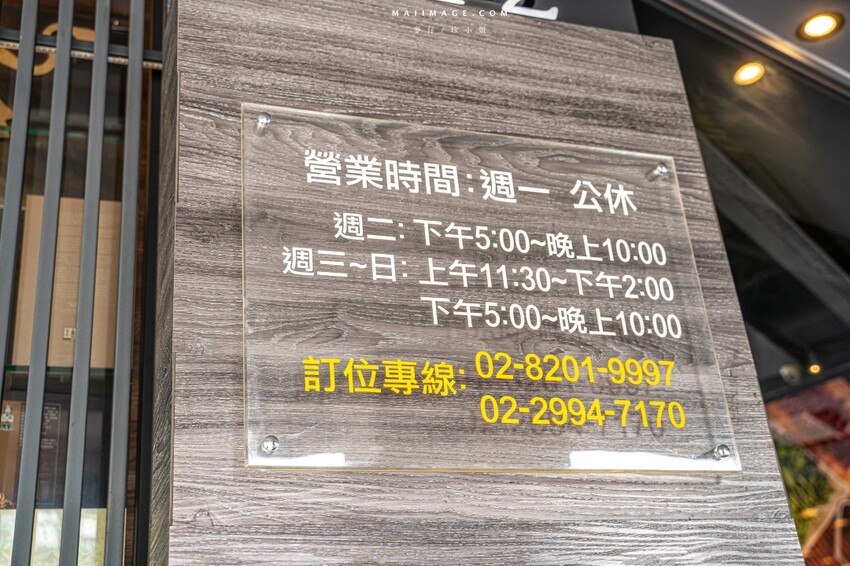 MAIIMAGE.COM
營業時間：週一 公休
週二：下午5:00~晚上10:00
週三~日：上午11:30~下午2:00
下午5:00~晚上10:00
訂位專線：02-8201-9997
02-2994-7170